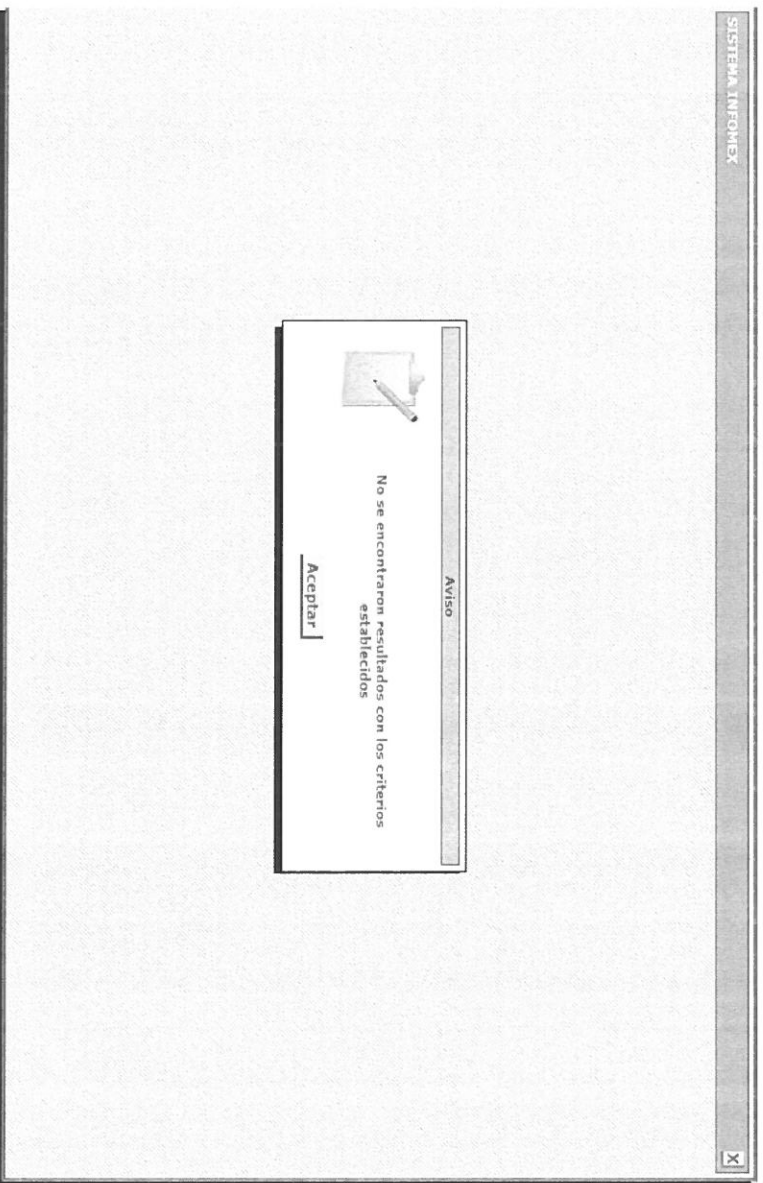 SISTEMA INFOMEX
X
Aviso
No se encontraron resultados con los criterios
establecidos
Aceptar